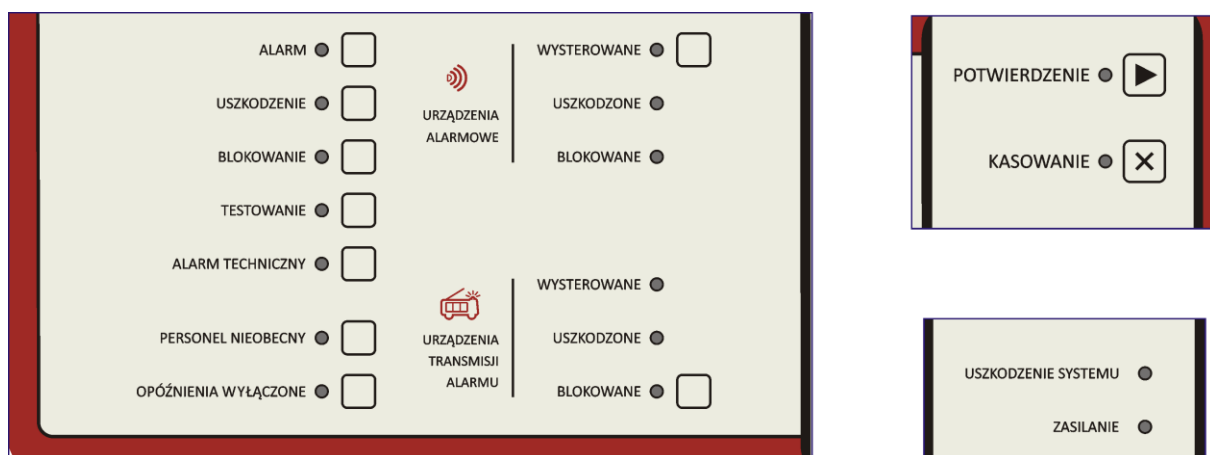 ALARM
USZKODZENIE
BLOKOWANIE
TESTOWANIE
ALARM TECHNICZNY
PERSONEL NIEOBECNY
OPÓŹNIENIA WYŁĄCZONE
URZĄDZENIA
ALARMOWE
WYSTEROWANE
USZKODZONE
BLOKOWANE
URZĄDZENIA
TRANSMISJI
ALARMU
WYSTEROWANE
USZKODZONE
BLOKOWANE
POTWIERDZENIE
KASOWANIE
USZKODZENIE SYSTEMU
ZASILANIE